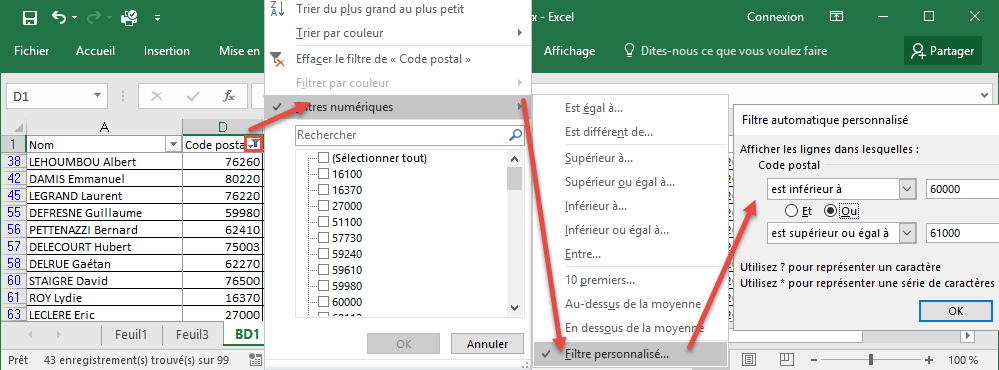 x - Excel
Connexion
Fichier
Accueil
Insertion
Mise en
Affichage
Dites-nous ce que vous voulez faire
Partager
D1
fx
Trier du plus grand au plus petit
Trier par couleur
Effacer le filtre de « Code postal »
Filtrer par couleur
Filtres numériques
Rechercher
(Sélectionner tout)
16100
16370
27000
51100
57730
59240
59610
59980
60000
OK
Annuler
Est égal à...
Est différent de...
Supérieur à...
Supérieur ou égal à...
Inférieur à...
Inférieur ou égal à...
Entre...
10 premiers...
Au-dessus de la moyenne
En dessous de la moyenne
Filtre personnalisé...
Filtre automatique personnalisé
Afficher les lignes dans lesquelles :
Code postal
est inférieur à 60000
Et Ou
est supérieur ou égal à 61000
Utilisez ? pour représenter un caractère
Utilisez * pour représenter une série de caractères
OK
A D
1 Nom Code posta
38 LEHOUMBOU Albert 76260
42 DAMIS Emmanuel 80220
45 LEGRAND Laurent 76220
55 DEFRESNE Guillaume 59980
56 PETTENAZZI Bernard 62410
57 DELECOURT Hubert 75003
58 DELRUE Gaétan 62270
60 STAIGRE David 76500
61 ROY Lydie 16370
63 LECLERE Eric 27000
Feuil1 Feuil3 BD1
Prêt 43 enregistrement(s) trouvé(s) sur 99
100 %